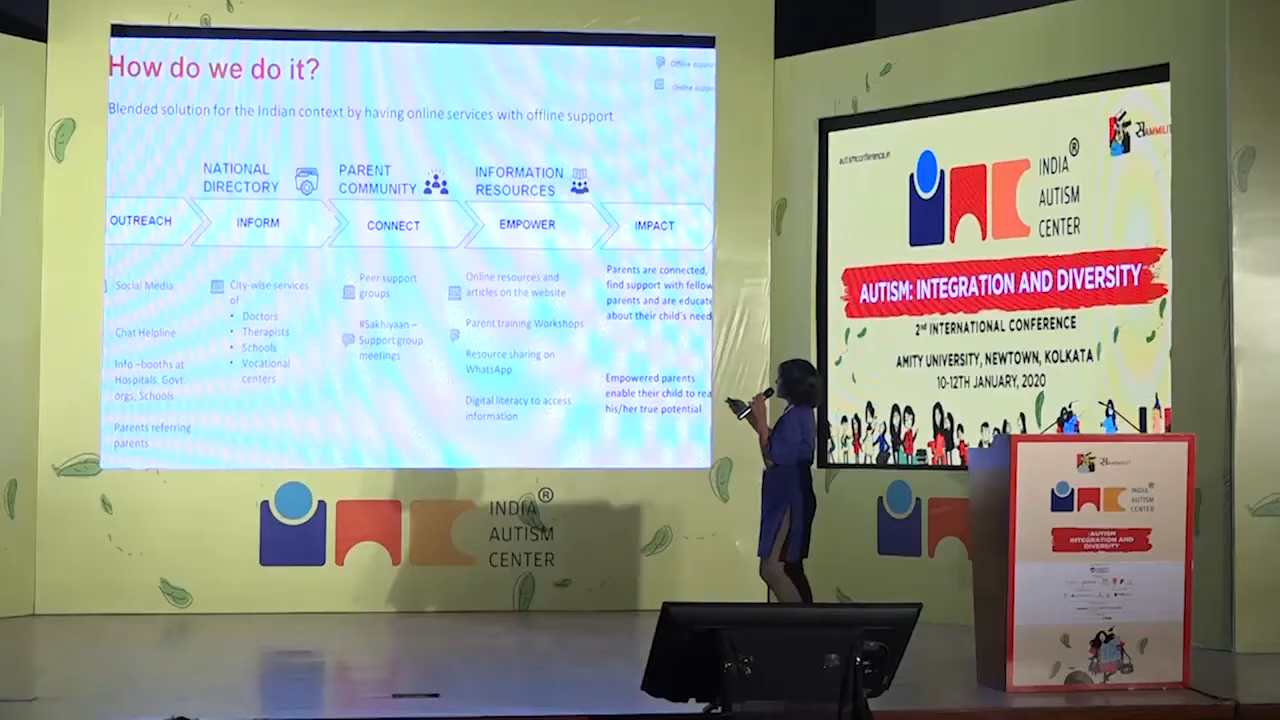 How do we do it?
Offline suppor
Online suppo
Blended solution for the Indian context by having online services with offline support
NATIONAL
DIRECTORY
PARENT
COMMUNITY
INFORMATION
RESOURCES
OUTREACH
INFORM
CONNECT
EMPOWER
IMPACT
Social Media
Chat Helpline
Info –booths at
Hospitals, Govt.
orgs, Schools
Parents referring
parents
City-wise services
of
• Doctors
• Therapists
• Schools
• Vocational
centers
Peer support
groups
#Sakhiyaan –
Support group
meetings
Online resources and
articles on the website
Parent training Workshops
Resource sharing on
WhatsApp
Digital literacy to access
information
Parents are connected,
find support with fellow
parents and are educate
about their child's need
Empowered parents
enable their child to rea
his/her true potential
INDIA
AUTISM
CENTER
®
autismconference.in
INDIA
AUTISM
CENTER
®
AUTISM: INTEGRATION AND DIVERSITY
2nd INTERNATIONAL CONFERENCE
AMITY UNIVERSITY, NEWTOWN, KOLKATA
10-12TH JANUARY, 2020
INDIA
AUTISM
CENTER
AUTISM
INTEGRATION AND
DIVERSITY